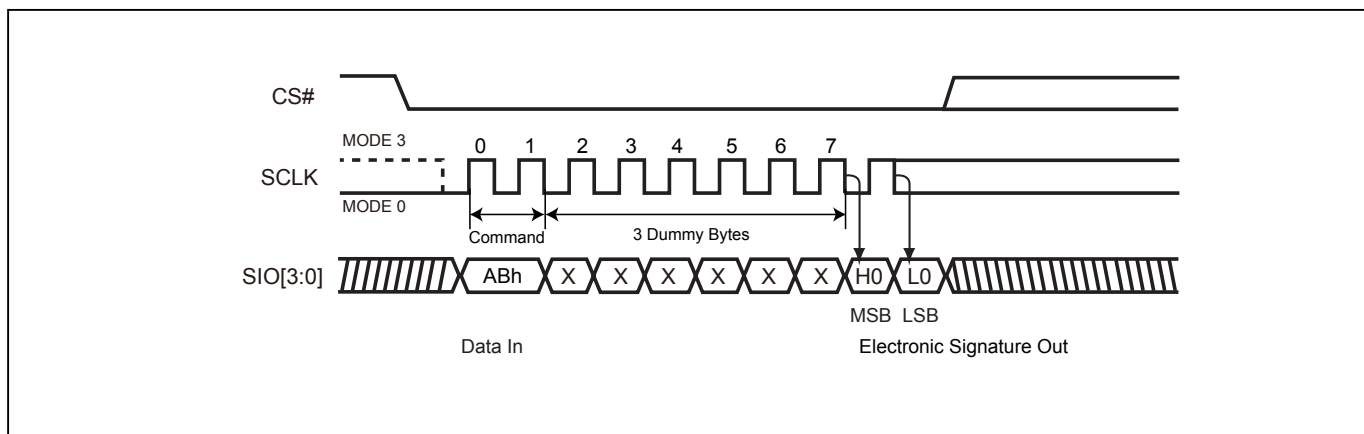 CS#
MODE 3
0 1 2 3 4 5 6 7
SCLK
MODE 0
Command 3 Dummy Bytes
SIO[3:0] ABh X X X X X X H0 L0
MSB LSB
Data In Electronic Signature Out